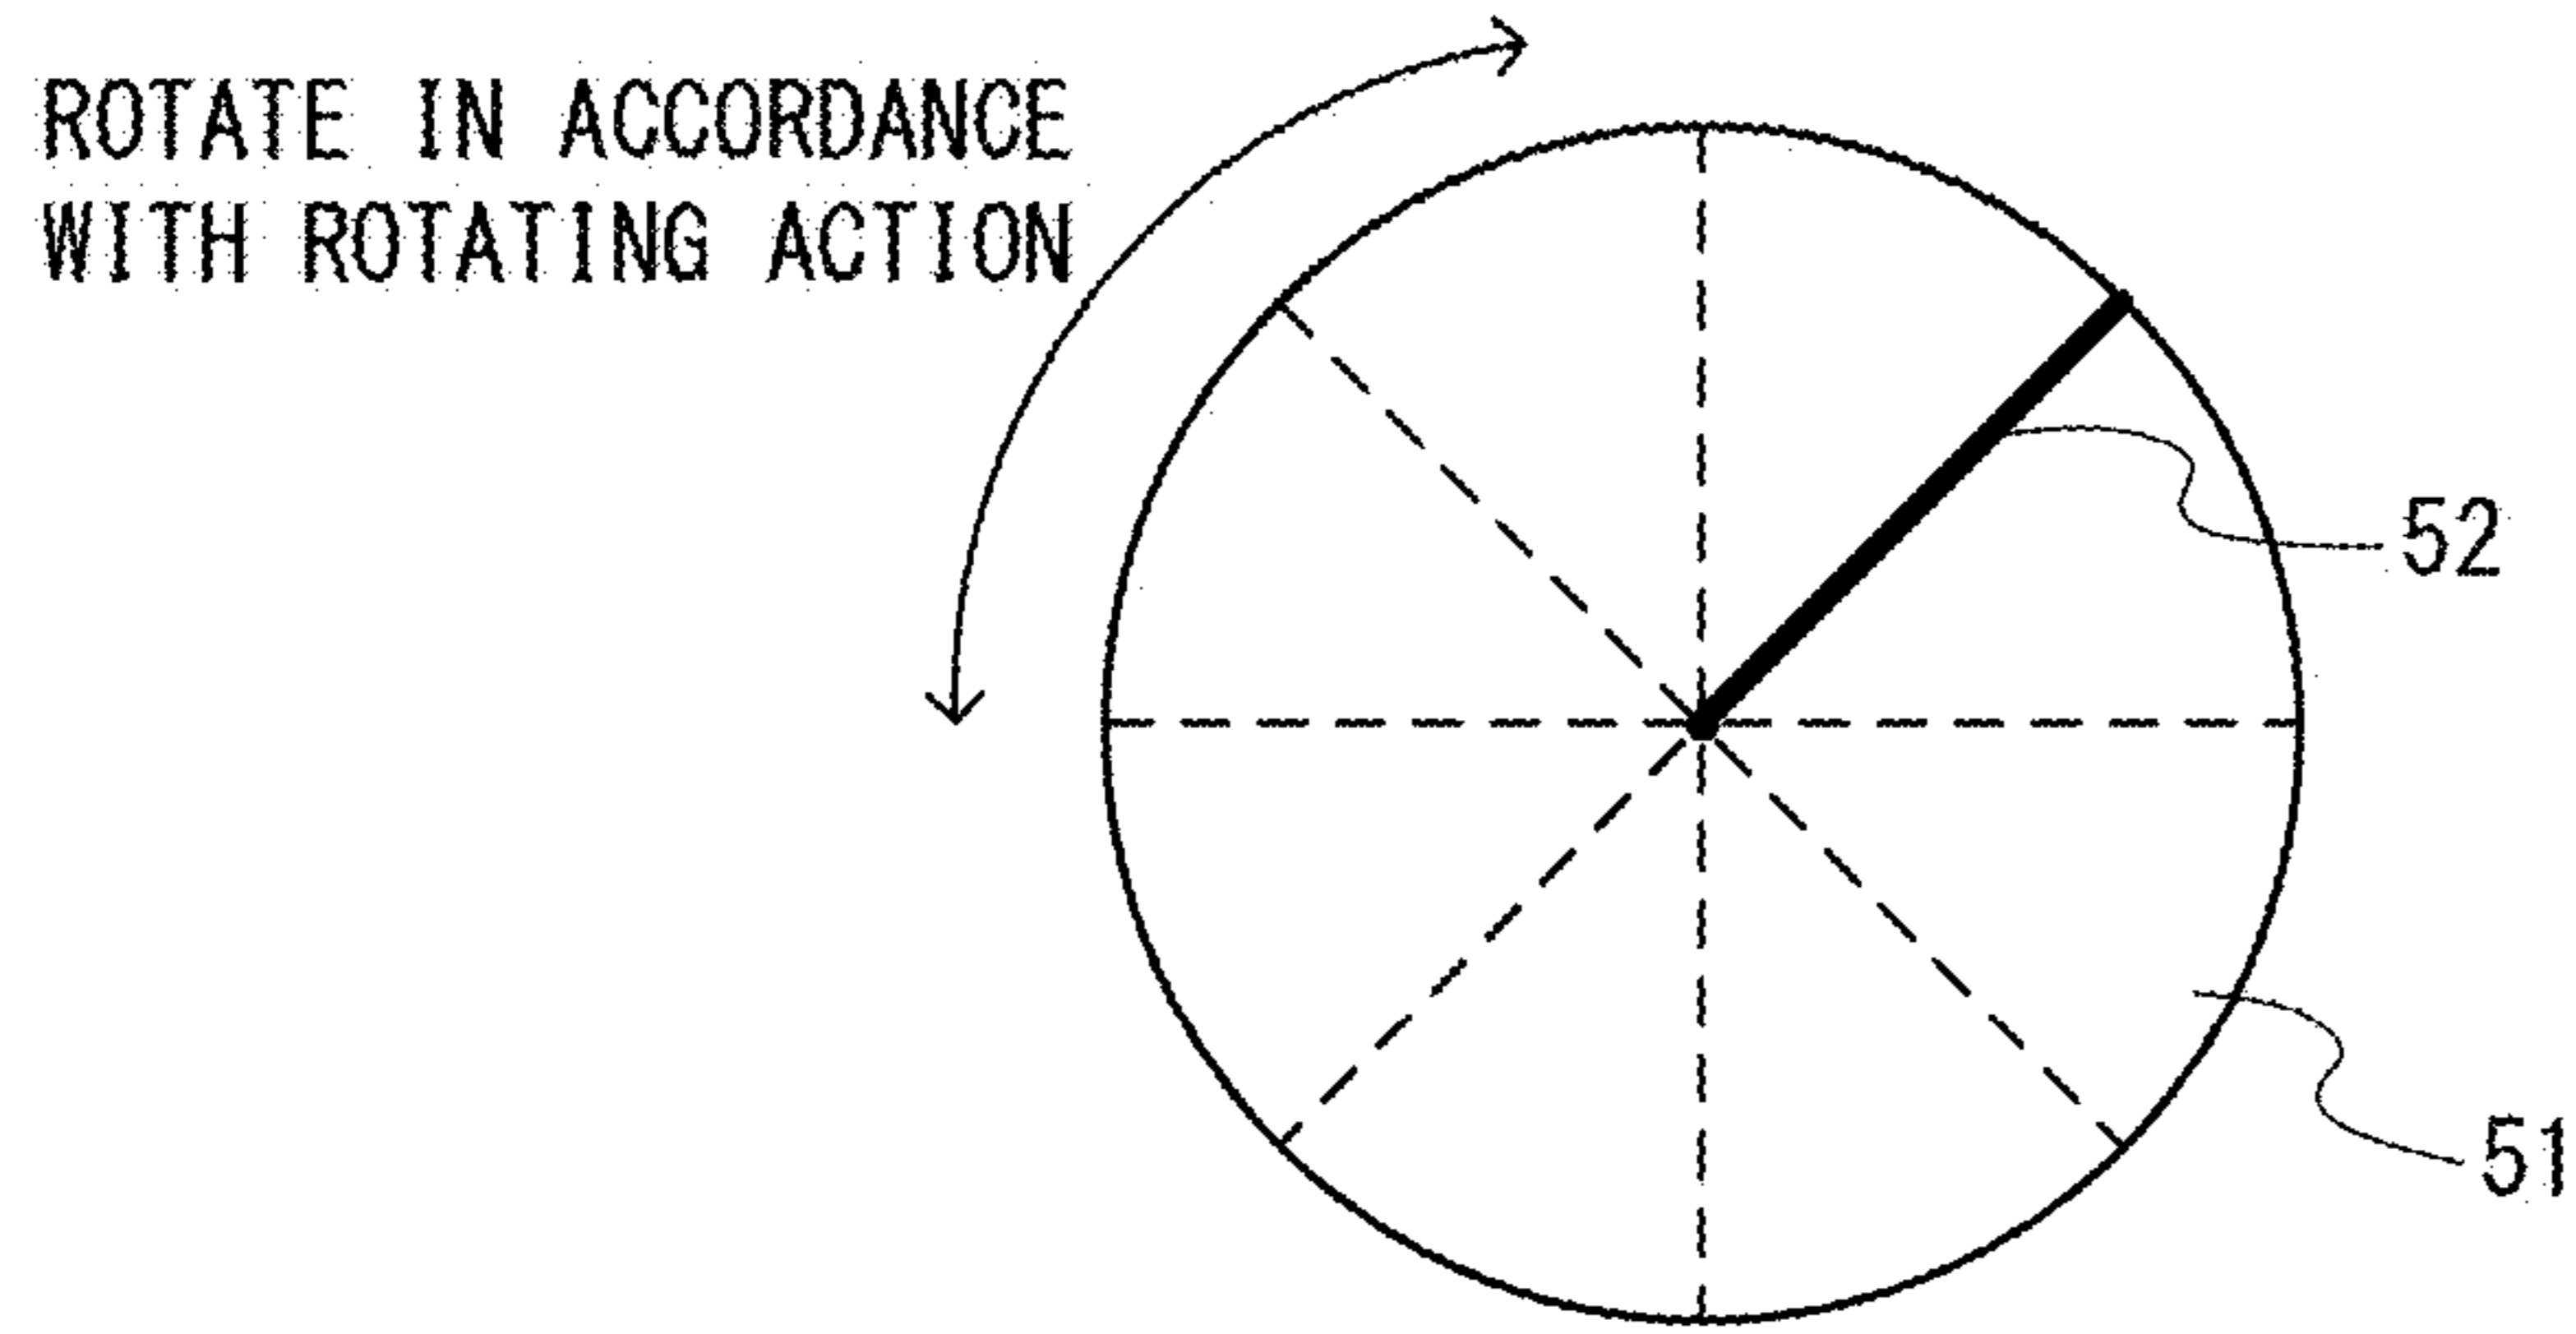 ROTATE IN ACCORDANCE
WITH ROTATING ACTION
52
51